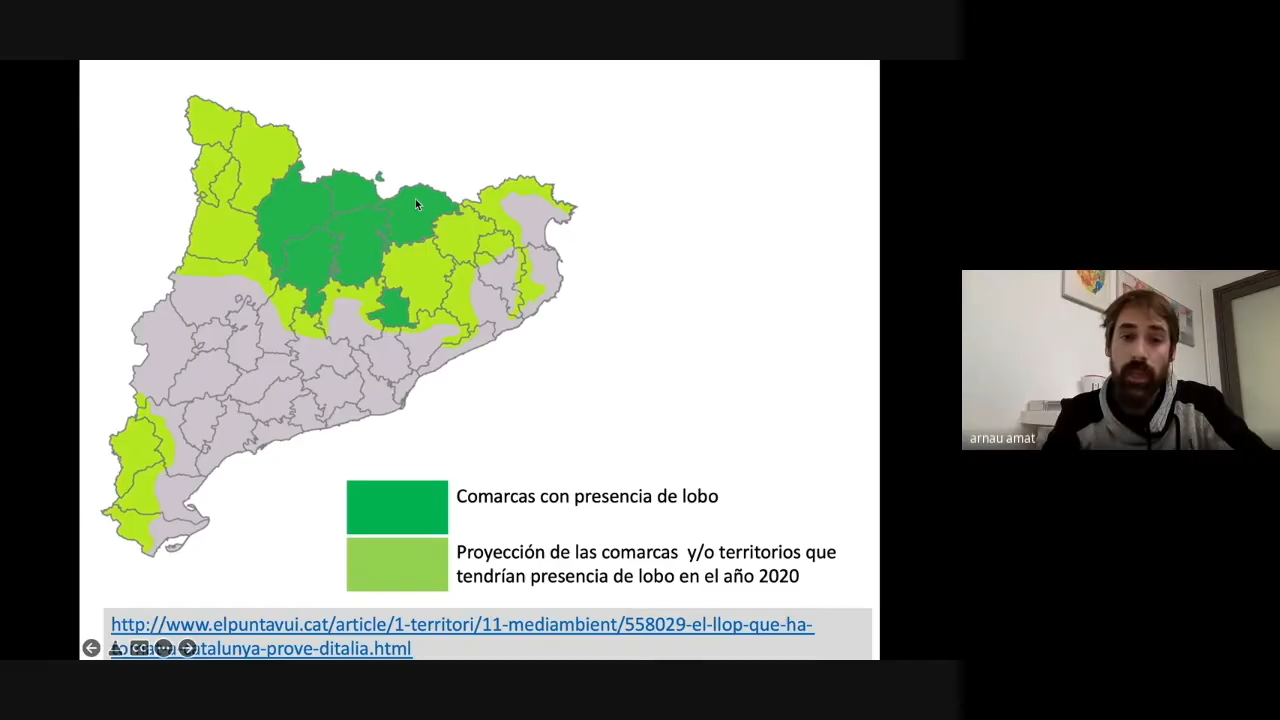 Comarcas con presencia de lobo
Proyección de las comarcas y/o territorios que
tendrían presencia de lobo en el año 2020
http://www.elpuntavui.cat/article/1-territori/11-mediambient/558029-el-llop-que-ha-
catalunya-prove-ditalia.html
CC
arnau amat